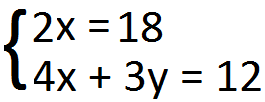 2x = 18
4x + 3y = 12